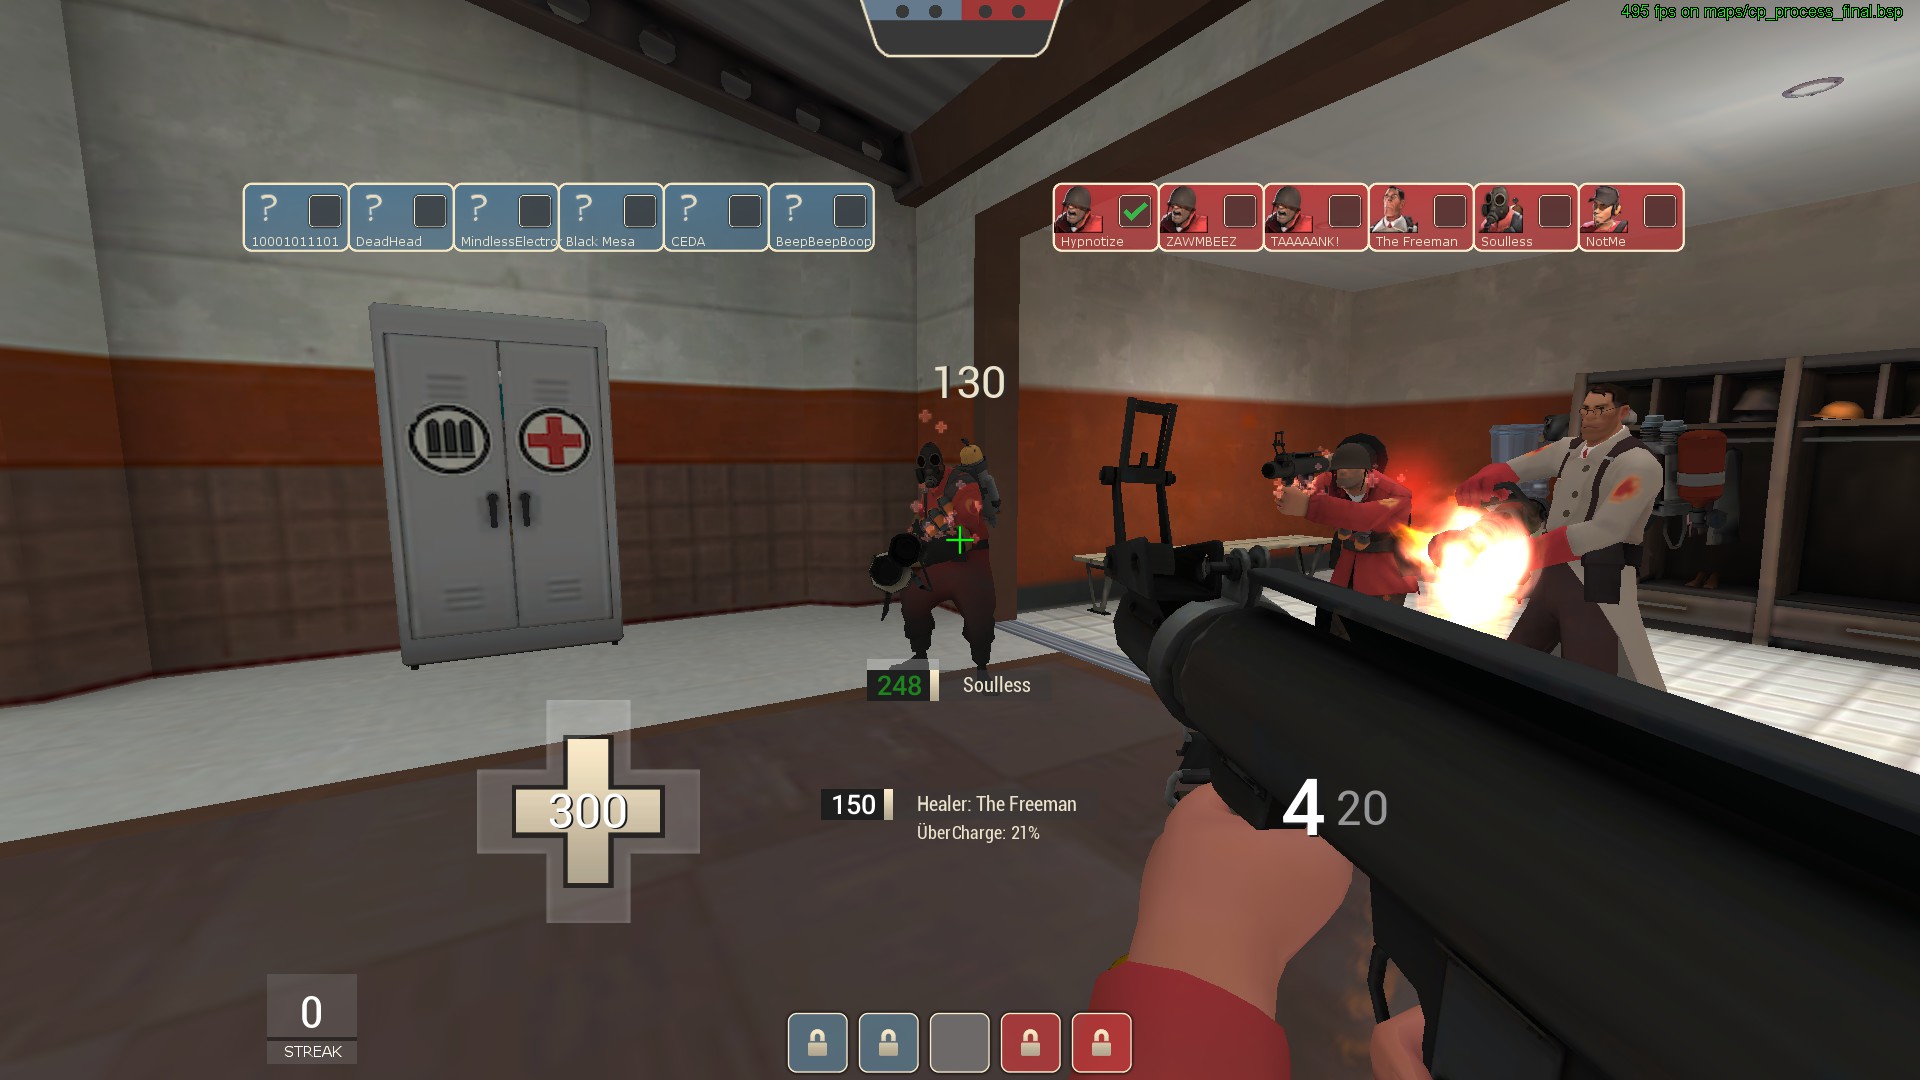 495 fps on maps/cp_process_final.bsp
? ? ? ? ? ?
10001011101 DeadHead MindlessElectro Black Mesa CEDA BeepBeepBoop
Hypnotize ZAWMBEEZ TAAAAANK! The Freeman Soulless NotMe
130
248 Soulless
300
150 Healer: The Freeman
ÜberCharge: 21%
4 20
0
STREAK